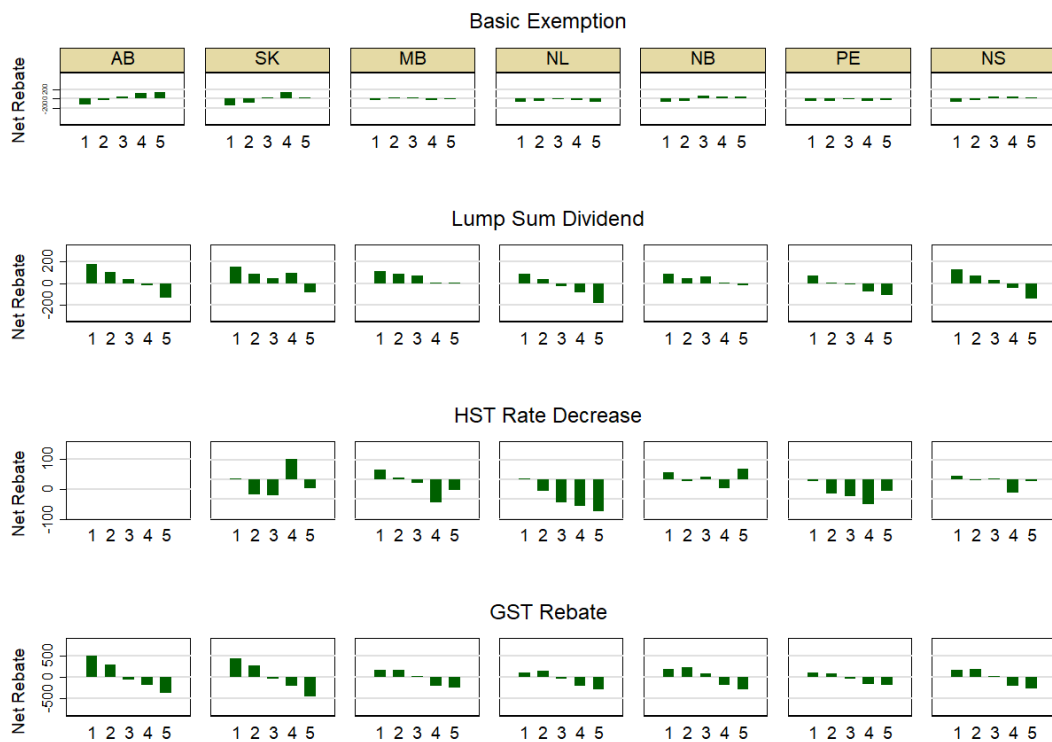 Basic Exemption
AB SK MB NL NB PE NS
Net Rebate
-200 0 200
1 2 3 4 5 1 2 3 4 5 1 2 3 4 5 1 2 3 4 5 1 2 3 4 5 1 2 3 4 5 1 2 3 4 5
Lump Sum Dividend
Net Rebate
-200 0 200
1 2 3 4 5 1 2 3 4 5 1 2 3 4 5 1 2 3 4 5 1 2 3 4 5 1 2 3 4 5 1 2 3 4 5
HST Rate Decrease
Net Rebate
-100 0 100
1 2 3 4 5 1 2 3 4 5 1 2 3 4 5 1 2 3 4 5 1 2 3 4 5 1 2 3 4 5 1 2 3 4 5
GST Rebate
Net Rebate
-500 0 500
1 2 3 4 5 1 2 3 4 5 1 2 3 4 5 1 2 3 4 5 1 2 3 4 5 1 2 3 4 5 1 2 3 4 5